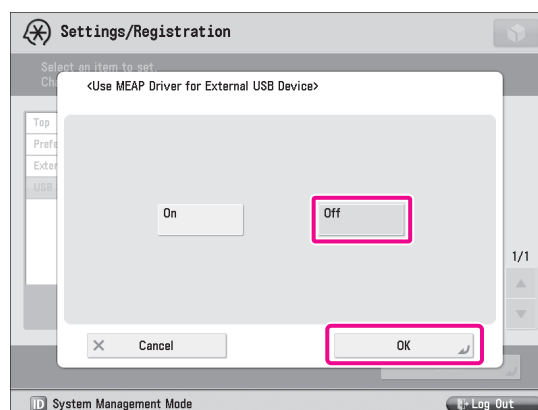 Settings/Registration
Select an item to set.
Ch
<Use MEAP Driver for External USB Device>
Top
Prefe
Exter
USB
On
Off
1/1
Cancel
OK
ID System Management Mode
Log Out